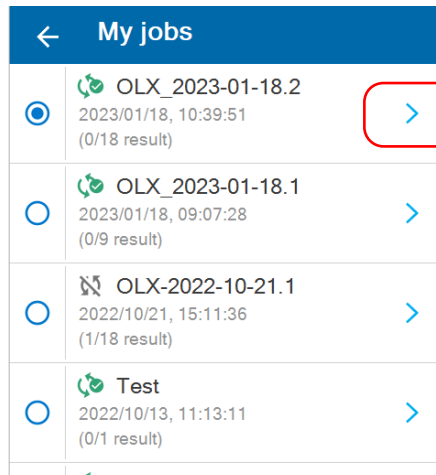 My jobs
OLX_2023-01-18.2
2023/01/18, 10:39:51
(0/18 result)
OLX_2023-01-18.1
2023/01/18, 09:07:28
(0/9 result)
OLX-2022-10-21.1
2022/10/21, 15:11:36
(1/18 result)
Test
2022/10/13, 11:13:11
(0/1 result)